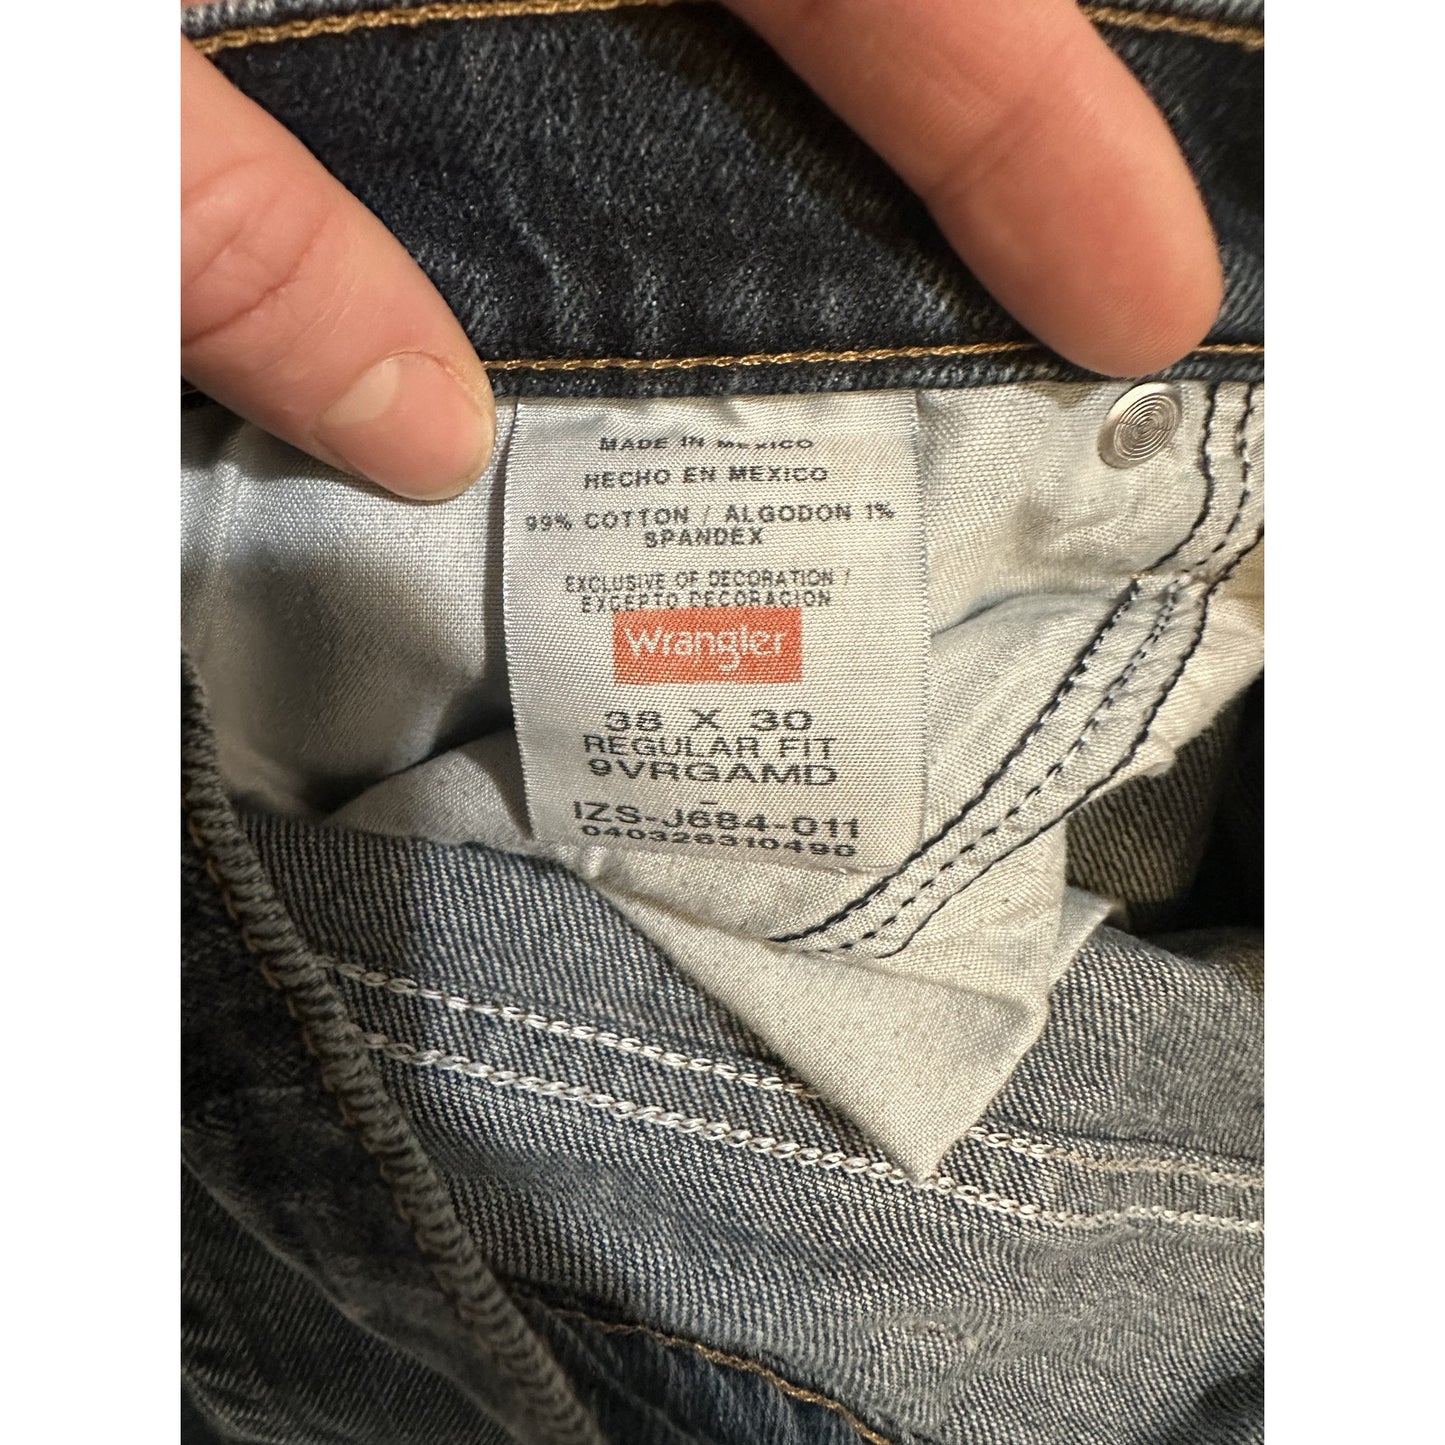 MADE IN MEXICO
HECHO EN MEXICO
99% COTTON / ALGODON 1%
SPANDEX
EXCLUSIVE OF DECORATION /
EXCEPTO DECORACION
Wrangler
38 X 30
REGULAR FIT
9VRGAMD
-
IZS-J684-011
040326310490